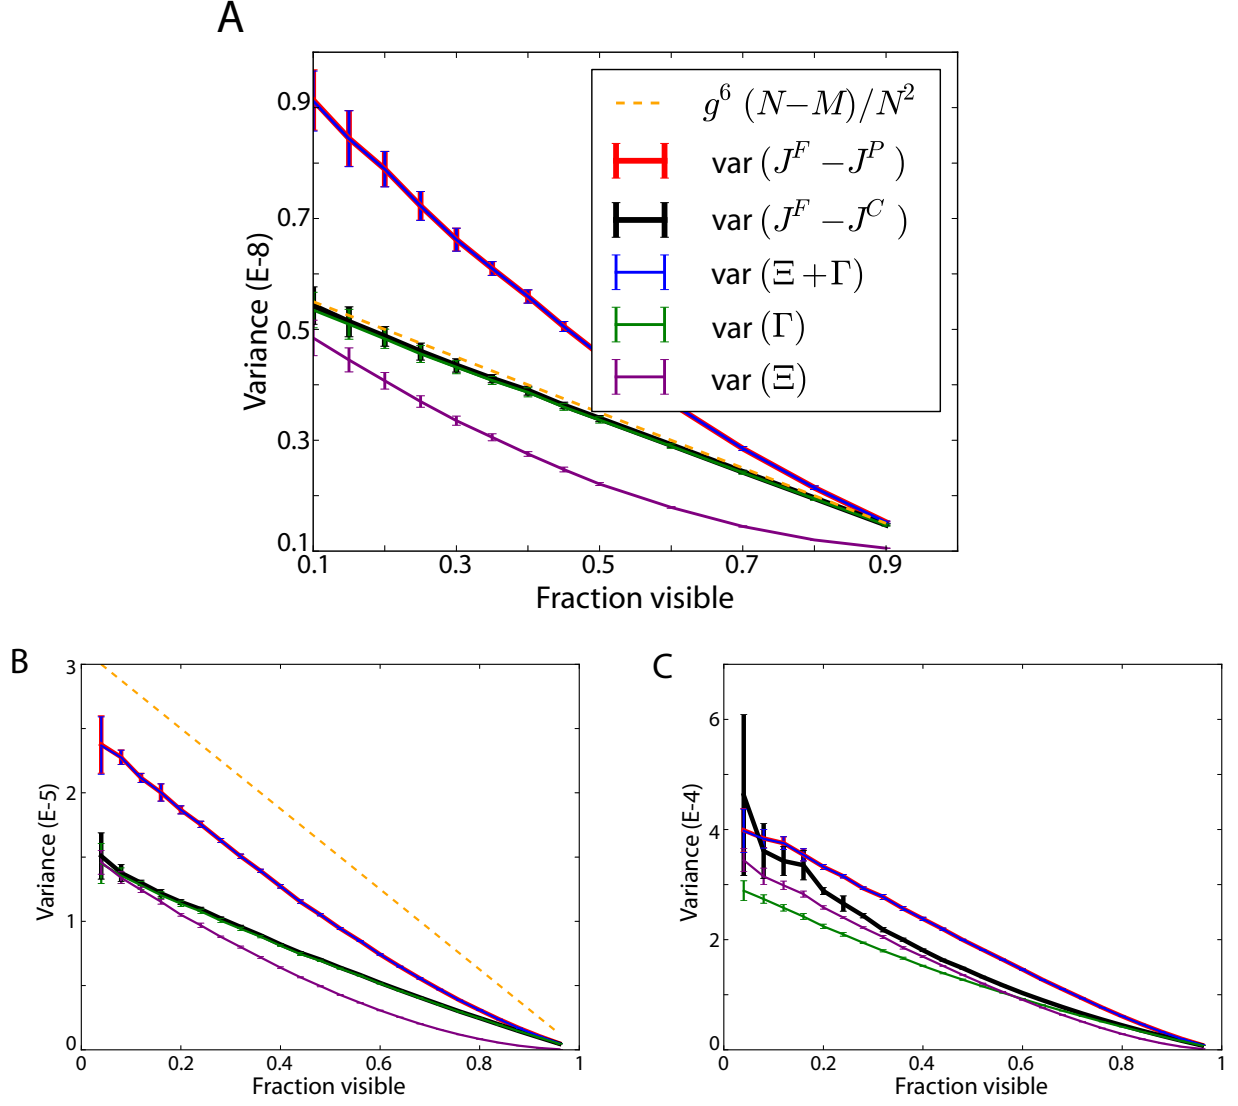 A
Variance (E-8)
0.9
0.7
0.5
0.3
0.1
0.1 0.3 0.5 0.7 0.9
Fraction visible
g⁶ (N−M)/N²
var (J^F −J^P )
var (J^F −J^C )
var (Ξ+Γ)
var (Γ)
var (Ξ)
B
Variance (E-5)
3
2
1
0
0 0.2 0.4 0.6 0.8 1
Fraction visible
C
Variance (E-4)
6
4
2
0
0 0.2 0.4 0.6 0.8 1
Fraction visible